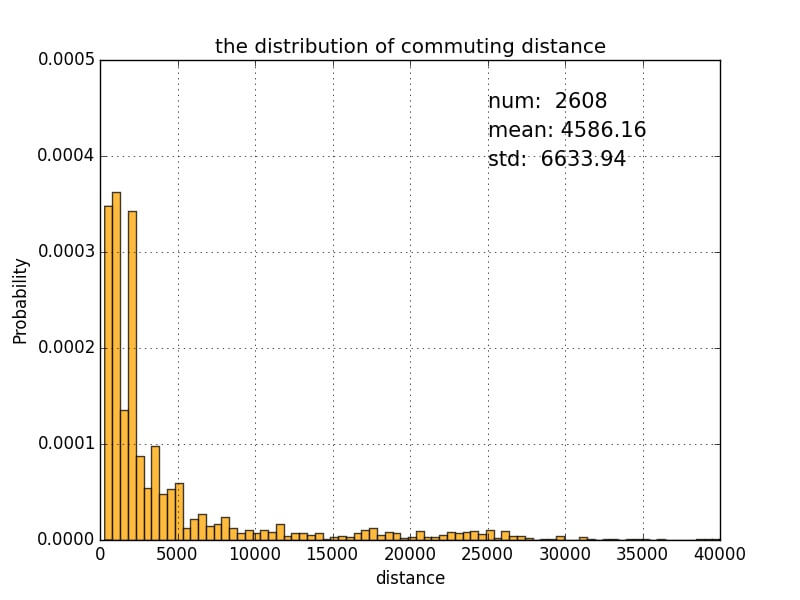 the distribution of commuting distance
0.0005
num: 2608
mean: 4586.16
std: 6633.94
0.0004
0.0003
Probability
0.0002
0.0001
0.0000
0 5000 10000 15000 20000 25000 30000 35000 40000
distance